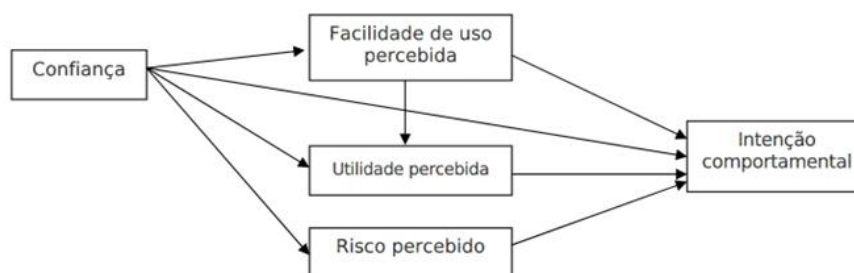 Confiança
Facilidade de uso
percebida
Utilidade percebida
Risco percebido
Intenção
comportamental